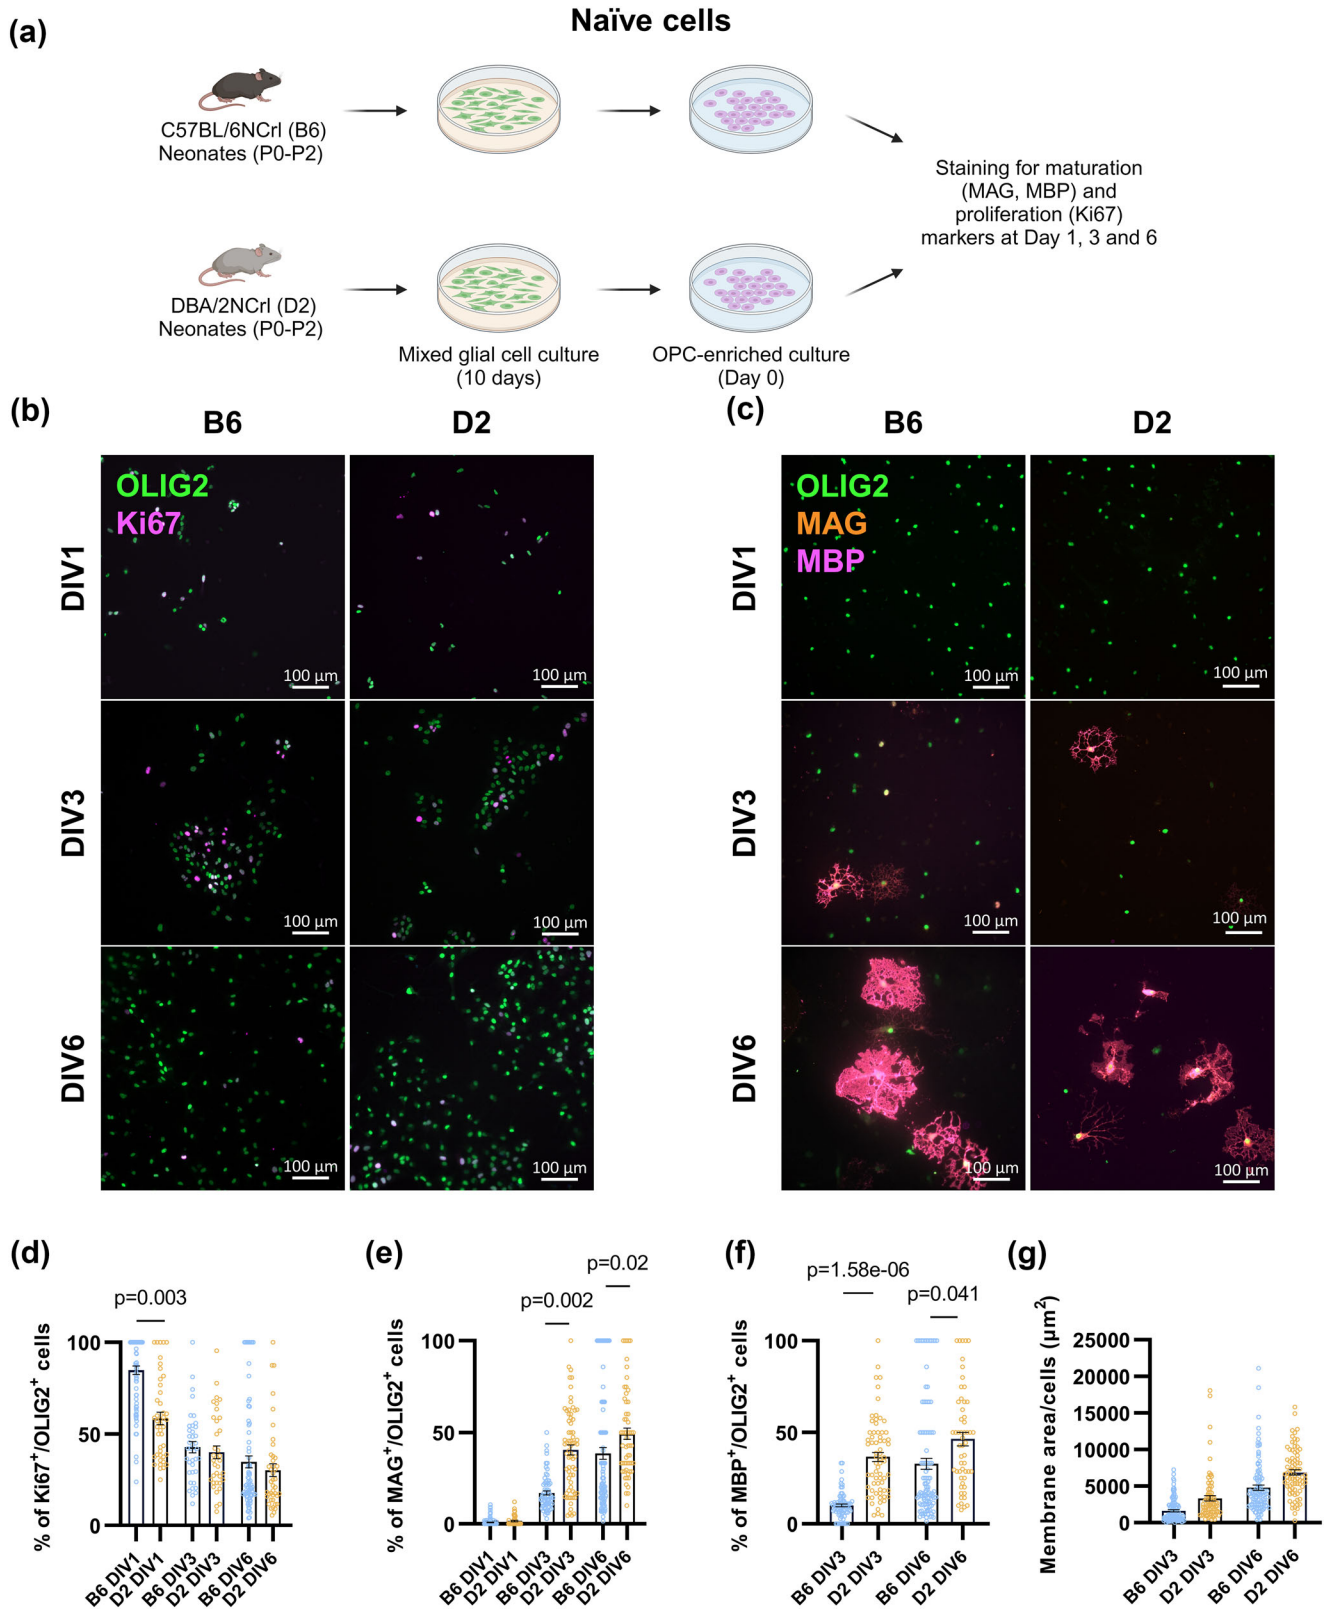 Naïve cells
(a)
C57BL/6NCrl (B6)
Neonates (P0-P2)
DBA/2NCrl (D2)
Neonates (P0-P2)
Mixed glial cell culture
(10 days)
OPC-enriched culture
(Day 0)
Staining for maturation
(MAG, MBP) and
proliferation (Ki67)
markers at Day 1, 3 and 6
(b)
B6
D2
OLIG2
Ki67
DIV1
100 µm
100 µm
DIV3
100 µm
100 µm
DIV6
100 µm
100 µm
(c)
B6
D2
OLIG2
MAG
MBP
DIV1
100 µm
100 µm
DIV3
100 µm
100 µm
DIV6
100 µm
100 µm
(d)
p=0.003
% of Ki67⁺/OLIG2⁺ cells
100
50
0
B6 DIV1
D2 DIV1
B6 DIV3
D2 DIV3
B6 DIV6
D2 DIV6
(e)
p=0.02
p=0.002
% of MAG⁺/OLIG2⁺ cells
100
50
0
B6 DIV1
D2 DIV1
B6 DIV3
D2 DIV3
B6 DIV6
D2 DIV6
(f)
p=1.58e-06
p=0.041
% of MBP⁺/OLIG2⁺ cells
100
50
0
B6 DIV3
D2 DIV3
B6 DIV6
D2 DIV6
(g)
Membrane area/cells (µm²)
25000
20000
15000
10000
5000
0
B6 DIV3
D2 DIV3
B6 DIV6
D2 DIV6